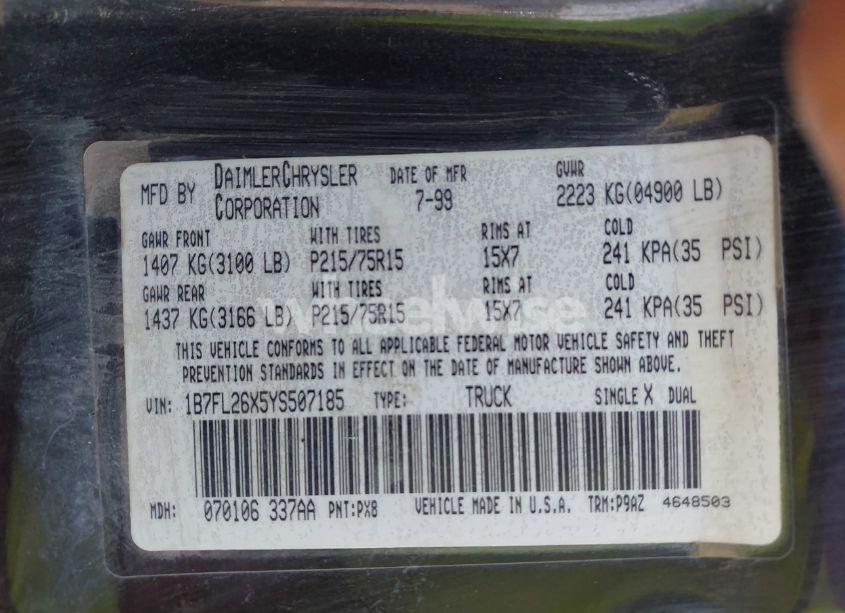 MFD BY DAIMLERCHRYSLER CORPORATION DATE OF MFR 7-99 GVWR 2223 KG(04900 LB)
GAWR FRONT WITH TIRES RIMS AT COLD
1407 KG(3100 LB) P215/75R15 15X7 241 KPA(35 PSI)
GAWR REAR WITH TIRES RIMS AT COLD
1437 KG(3166 LB) P215/75R15 15X7 241 KPA(35 PSI)
THIS VEHICLE CONFORMS TO ALL APPLICABLE FEDERAL MOTOR VEHICLE SAFETY AND THEFT
PREVENTION STANDARDS IN EFFECT ON THE DATE OF MANUFACTURE SHOWN ABOVE.
VIN: 1B7FL26X5YS507185 TYPE: TRUCK SINGLE X DUAL
MDH: 070106 337AA PNT:PX8 VEHICLE MADE IN U.S.A. TRM:P9AZ 4648503